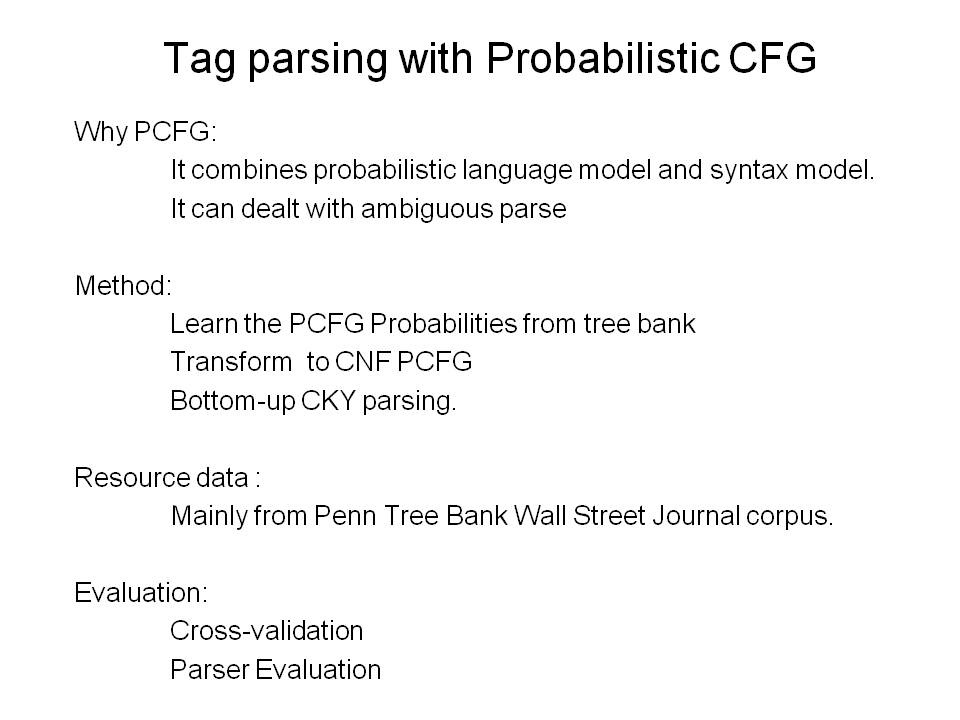 Tag parsing with Probabilistic CFG
Why PCFG:
It combines probabilistic language model and syntax model.
It can dealt with ambiguous parse
Method:
Learn the PCFG Probabilities from tree bank
Transform  to CNF PCFG
Bottom-up CKY parsing.
Resource data :
Mainly from Penn Tree Bank Wall Street Journal corpus.
Evaluation:
Cross-validation
Parser Evaluation